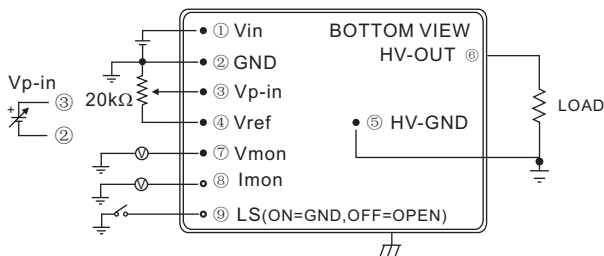 ① Vin
BOTTOM VIEW
HV-OUT ⑥
② GND
Vp-in
+
③
②
20kΩ
③ Vp-in
④ Vref
⑤ HV-GND
LOAD
V
⑦ Vmon
V
⑧ Imon
⑨ LS(ON=GND,OFF=OPEN)